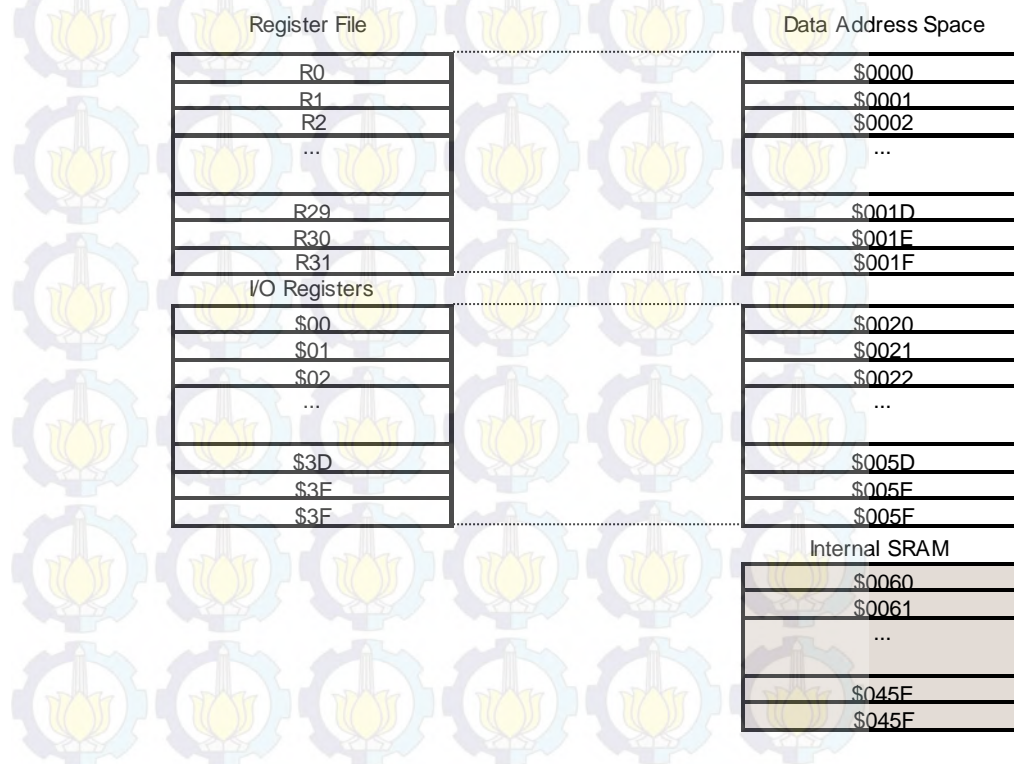 Register File Data Address Space
R0 $0000
R1 $0001
R2 $0002
... ...
R29 $001D
R30 $001E
R31 $001F
I/O Registers
$00 $0020
$01 $0021
$02 $0022
... ...
$3D $005D
$3E $005E
$3F $005F
Internal SRAM
$0060
$0061
...
$045E
$045F